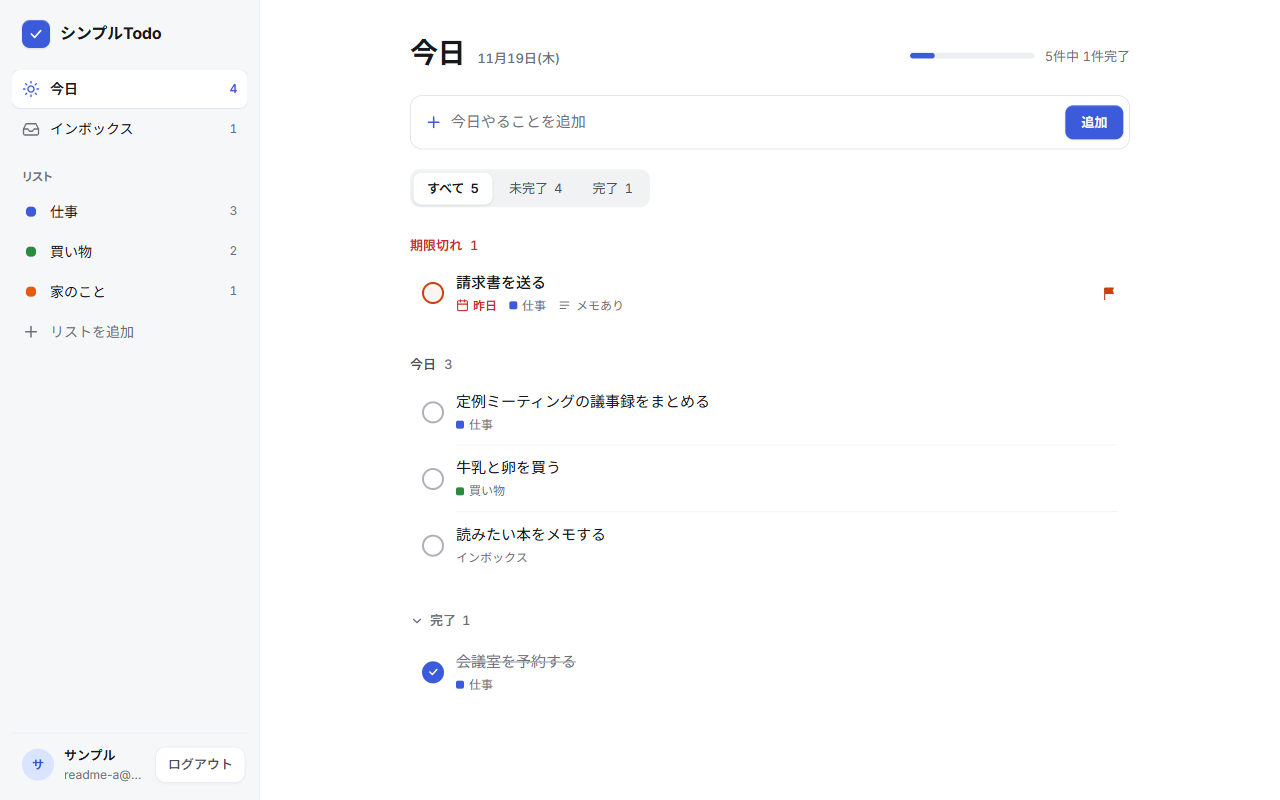 シンプルTodo
今日 4
インボックス 1
リスト
仕事 3
買い物 2
家のこと 1
リストを追加
サ
サンプル
readme-a@...
ログアウト
今日 11月19日(木)
5件中 1件完了
今日やることを追加
追加
すべて 5 未完了 4 完了 1
期限切れ 1
請求書を送る
昨日 仕事 メモあり
今日 3
定例ミーティングの議事録をまとめる
仕事
牛乳と卵を買う
買い物
読みたい本をメモする
インボックス
完了 1
会議室を予約する
仕事